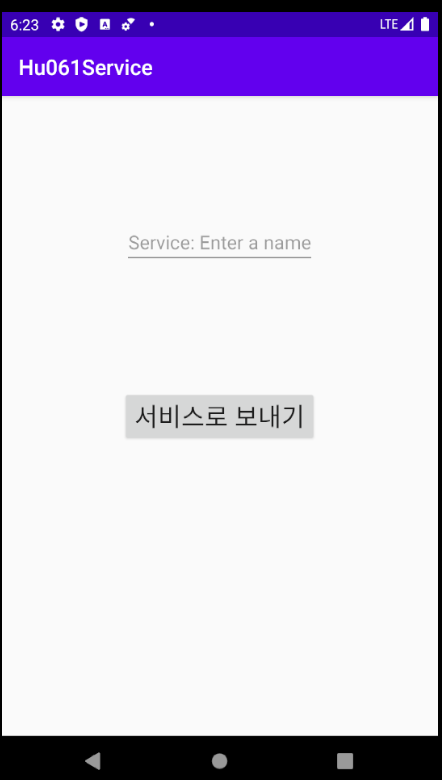 6:23
LTE
Hu061Service
Service: Enter a name
서비스로 보내기